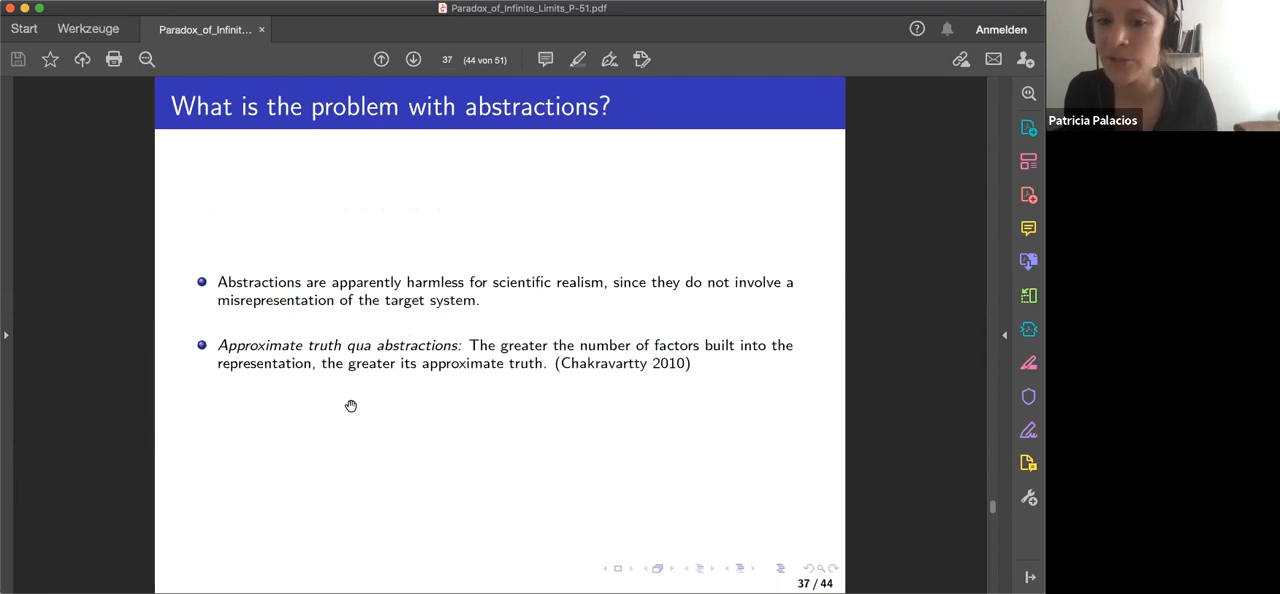 Paradox_of_Infinite_Limits_P-51.pdf
Start Werkzeuge Paradox_of_Infinit... × Anmelden
37 (44 von 51)
What is the problem with abstractions?
Patricia Palacios
Abstractions are apparently harmless for scientific realism, since they do not involve a
misrepresentation of the target system.
Approximate truth qua abstractions: The greater the number of factors built into the
representation, the greater its approximate truth. (Chakravartty 2010)
37 / 44